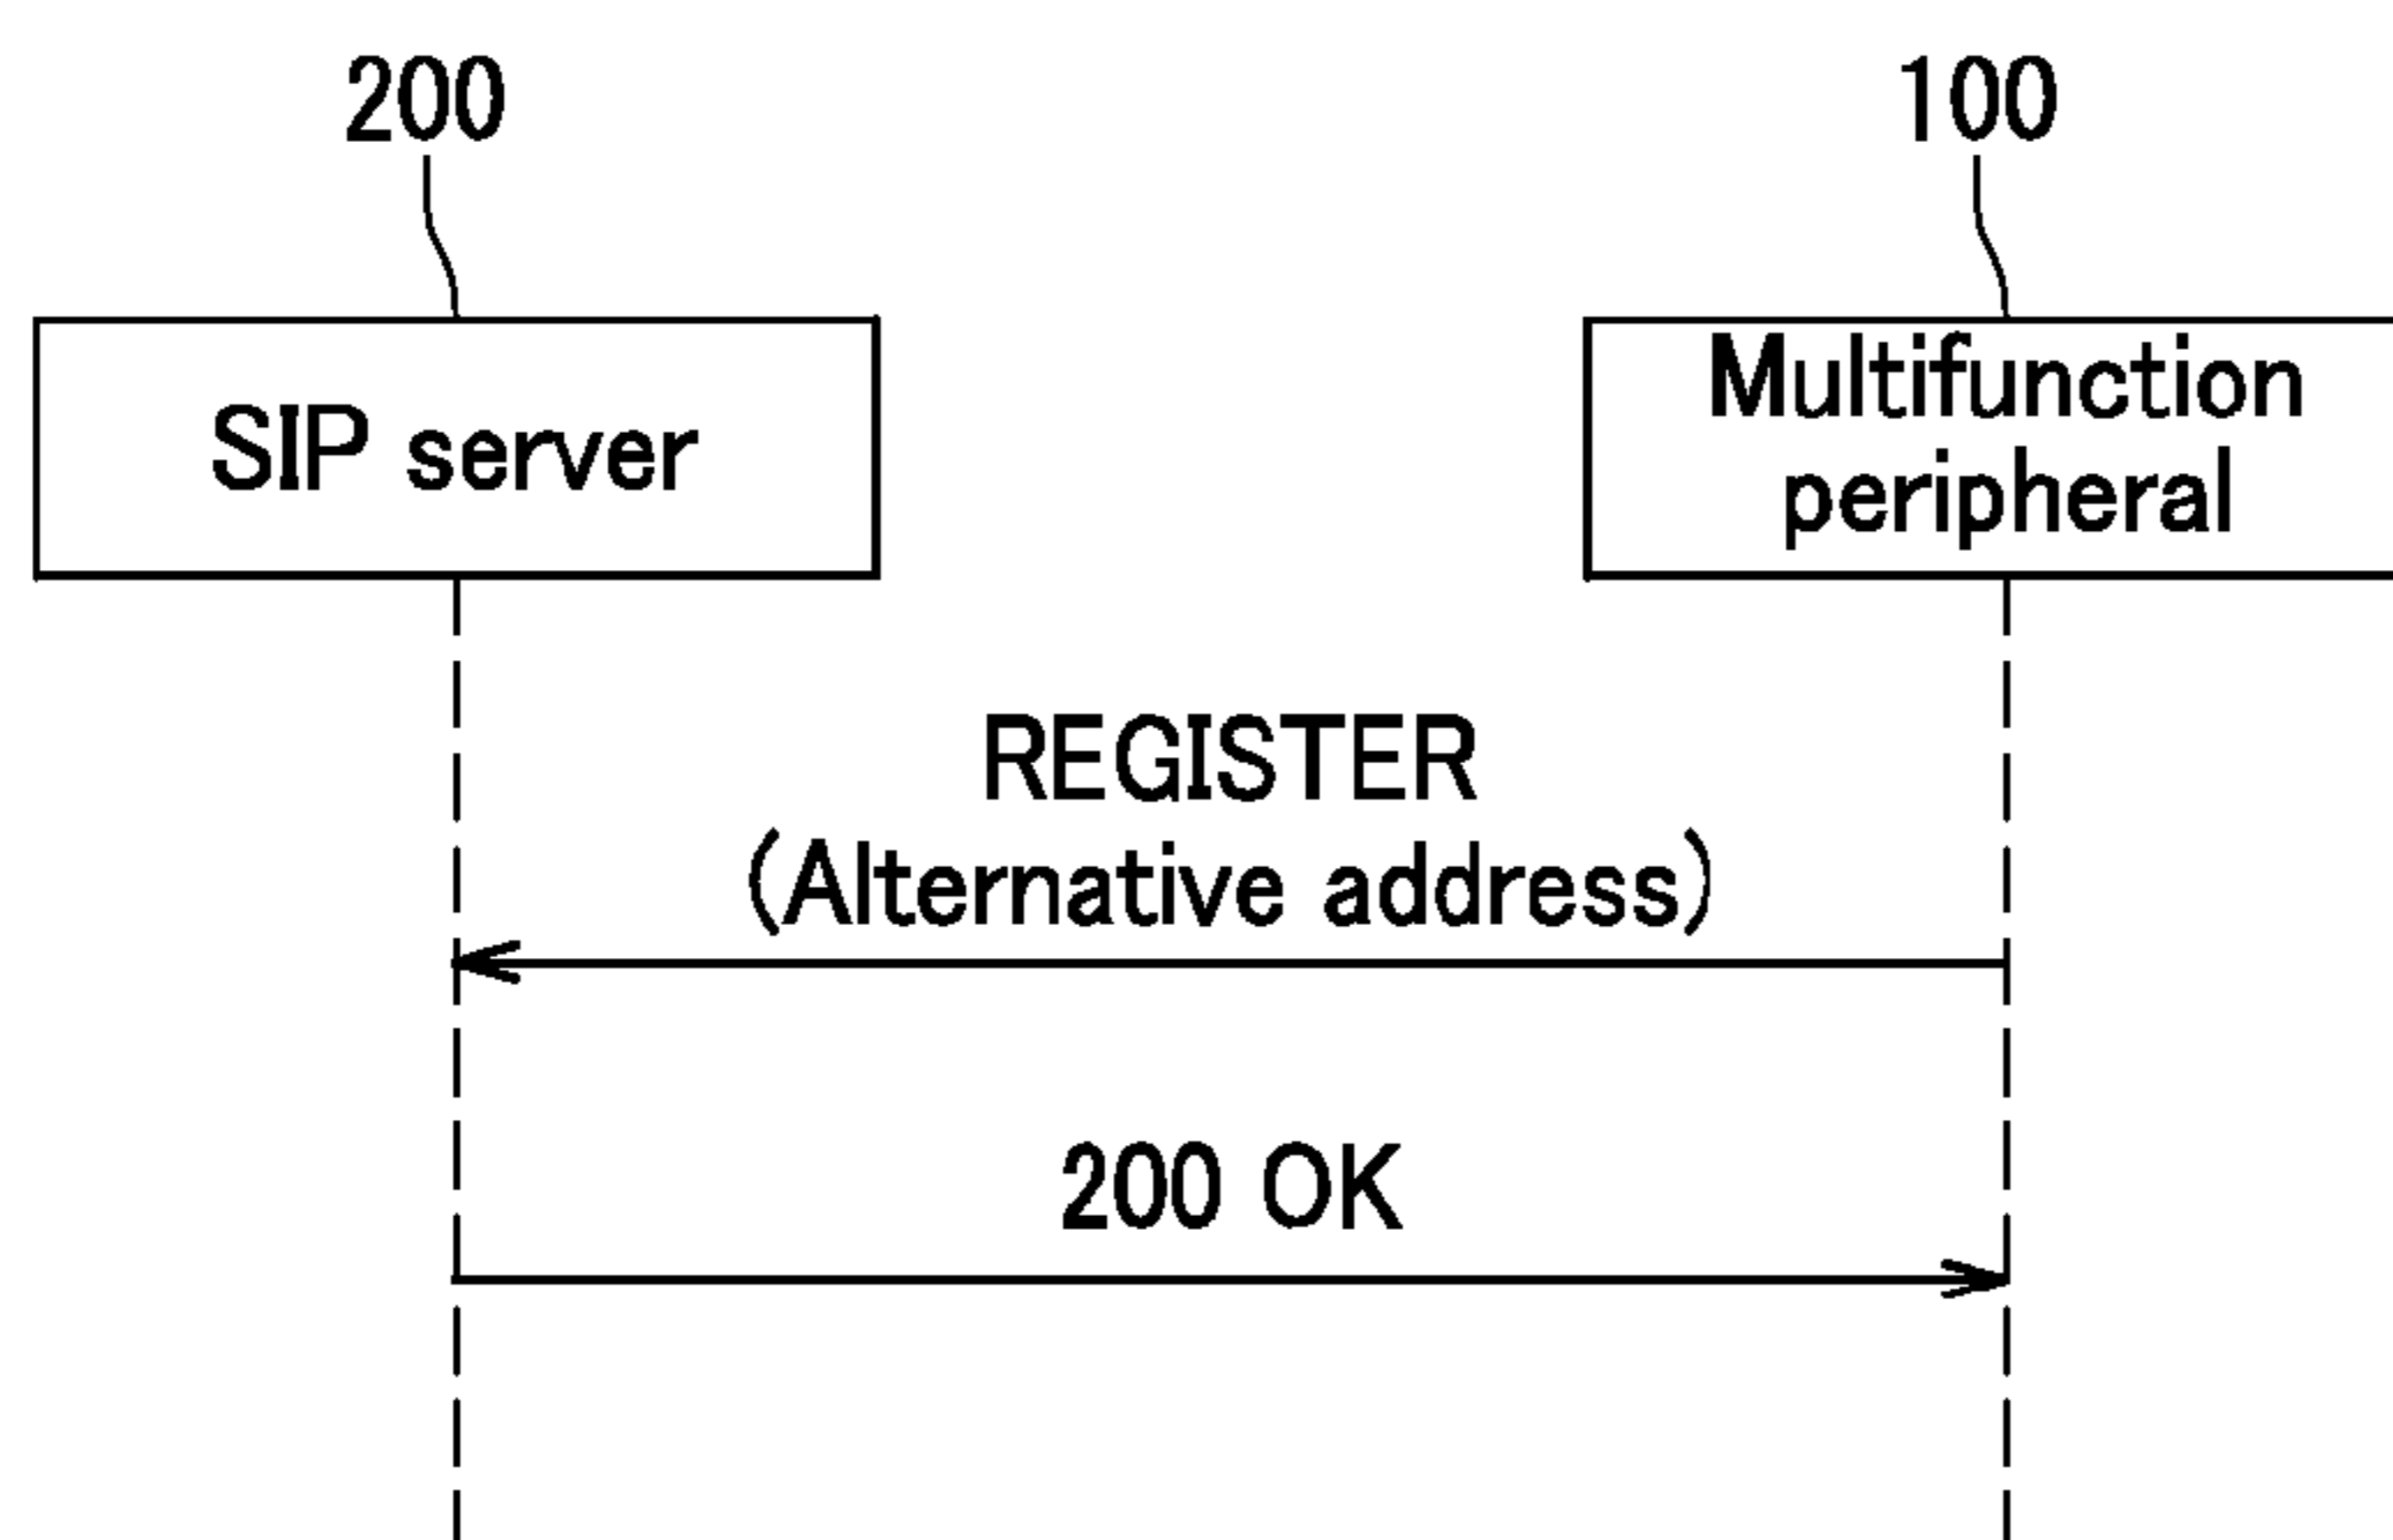 200
100
SIP server
Multifunction
peripheral
REGISTER
(Alternative address)
200 OK